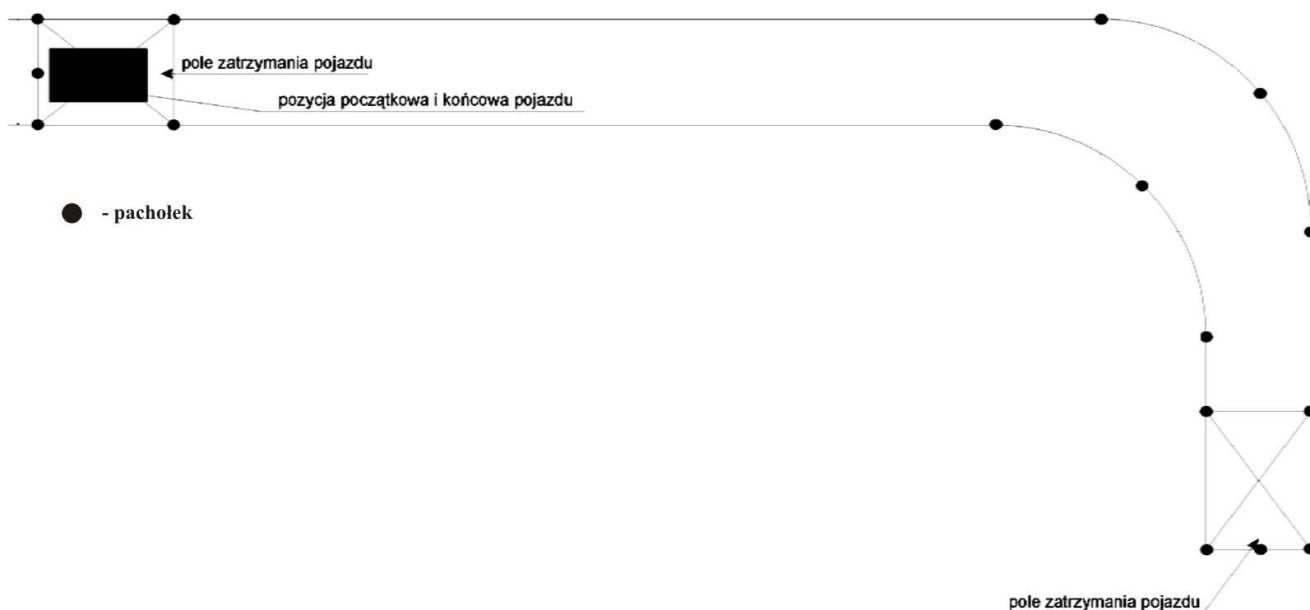 pole zatrzymania pojazdu
pozycja początkowa i końcowa pojazdu
- pachołek
pole zatrzymania pojazdu